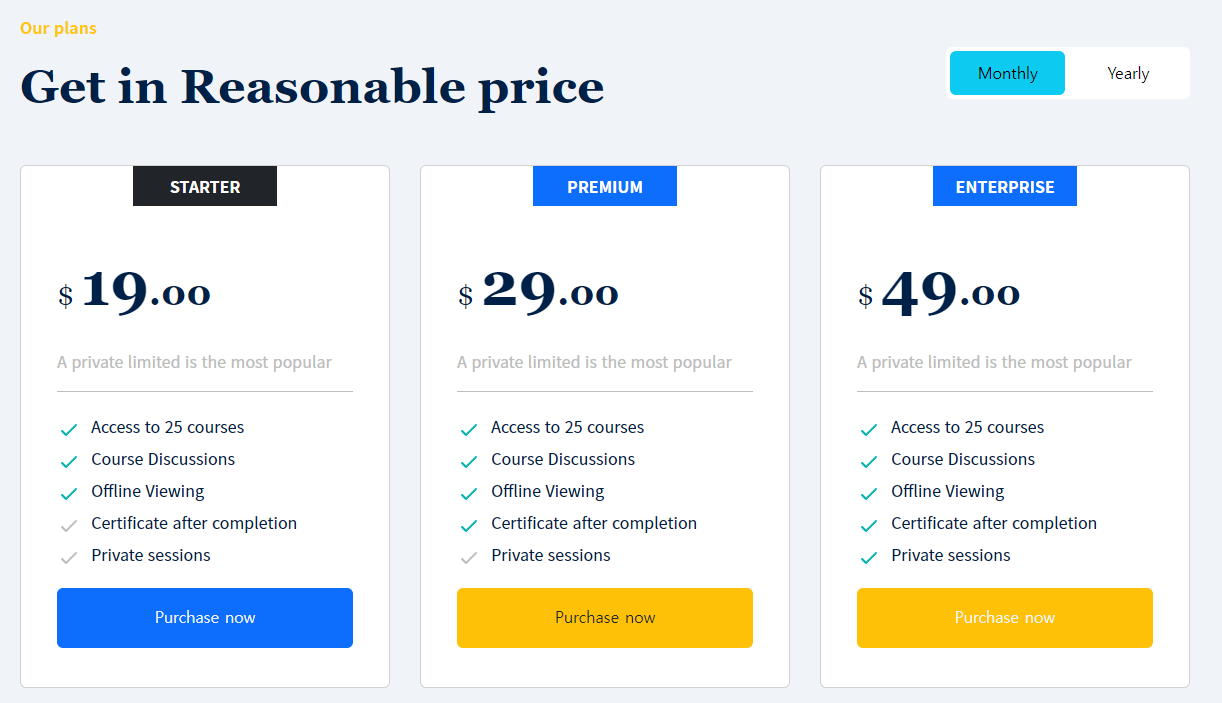 Our plans
Get in Reasonable price
Monthly
Yearly
STARTER
$ 19.00
A private limited is the most popular
Access to 25 courses
Course Discussions
Offline Viewing
Certificate after completion
Private sessions
Purchase now
PREMIUM
$ 29.00
A private limited is the most popular
Access to 25 courses
Course Discussions
Offline Viewing
Certificate after completion
Private sessions
Purchase now
ENTERPRISE
$ 49.00
A private limited is the most popular
Access to 25 courses
Course Discussions
Offline Viewing
Certificate after completion
Private sessions
Purchase now